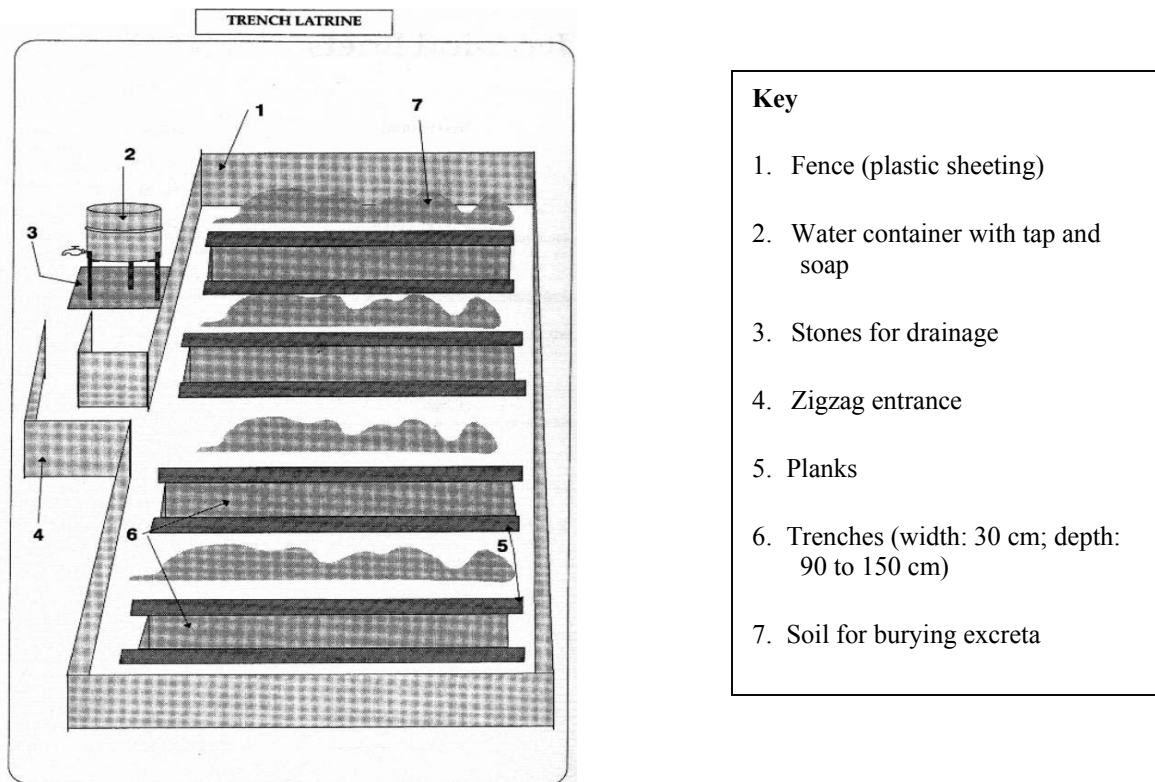 TRENCH LATRINE
7
1
2
3
4
6
5
Key
1. Fence (plastic sheeting)
2. Water container with tap and
soap
3. Stones for drainage
4. Zigzag entrance
5. Planks
6. Trenches (width: 30 cm; depth:
90 to 150 cm)
7. Soil for burying excreta